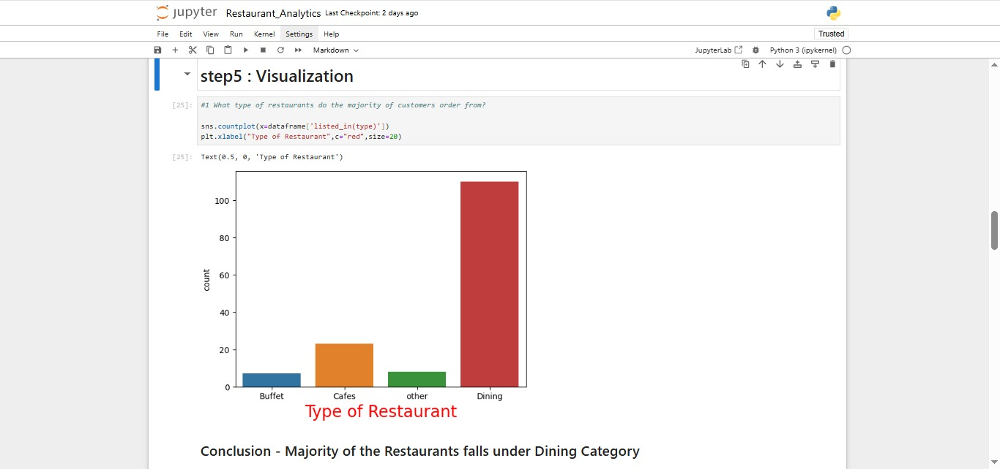 jupyter Restaurant_Analytics Last Checkpoint: 2 days ago
File Edit View Run Kernel Settings Help Trusted
Markdown JupyterLab Python 3 (ipykernel)
step5 : Visualization
[25]: #1 What type of restaurants do the majority of customers order from?
sns.countplot(x=dataframe['listed_in(type)'])
plt.xlabel("Type of Restaurant",c="red",size=20)
[25]: Text(0.5, 0, 'Type of Restaurant')
100
80
60
count
40
20
0
Buffet Cafes other Dining
Type of Restaurant
Conclusion - Majority of the Restaurants falls under Dining Category